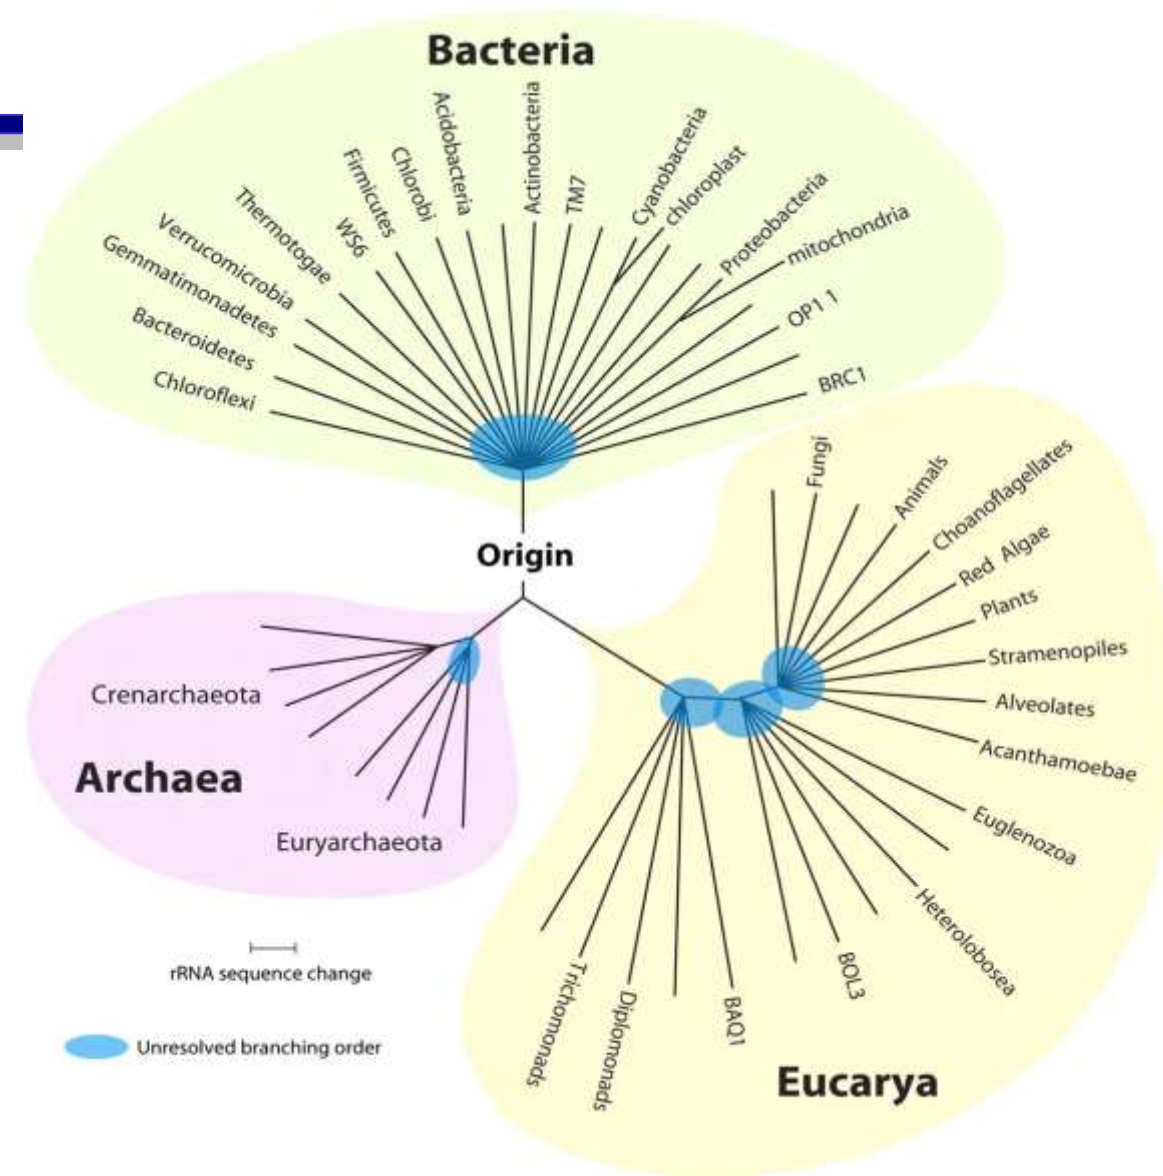 Bacteria
Chloroflexi
Bacteroidetes
Gemmatimonadetes
Verrucomicrobia
Thermotogae
WS6
Firmicutes
Chlorobi
Acidobacteria
Actinobacteria
TM7
Cyanobacteria
chloroplast
Proteobacteria
mitochondria
OP1 1
BRC1
Origin
Fungi
Animals
Choanoflagellates
Red Algae
Plants
Stramenopiles
Alveolates
Acanthamoebae
Euglenozoa
Heterolobosea
BOL3
BAQ1
Diplomonads
Trichomonads
Eucarya
Crenarchaeota
Archaea
Euryarchaeota
rRNA sequence change
Unresolved branching order